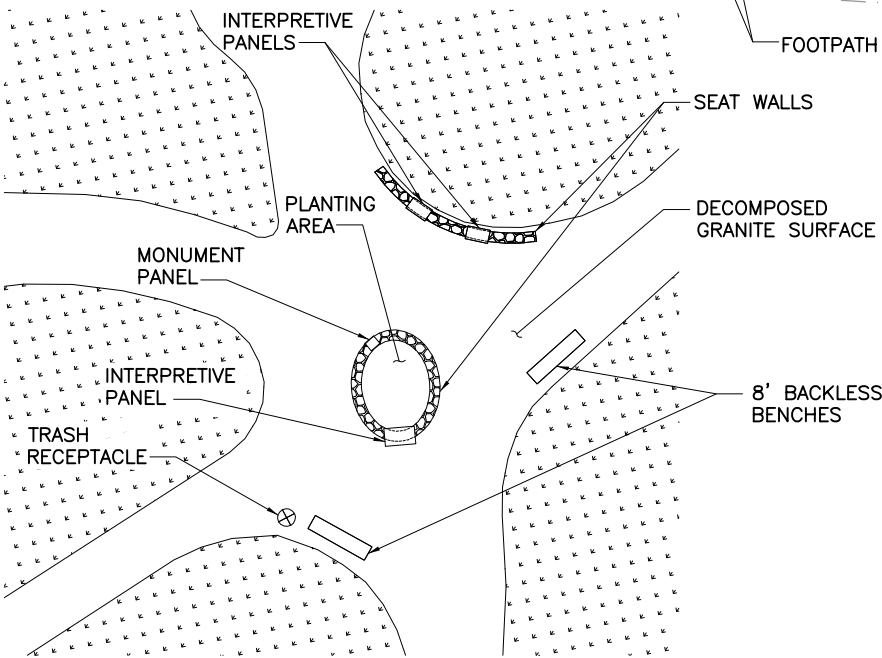 INTERPRETIVE
PANELS
FOOTPATH
SEAT WALLS
PLANTING
AREA
DECOMPOSED
GRANITE SURFACE
MONUMENT
PANEL
INTERPRETIVE
PANEL
8' BACKLESS
BENCHES
TRASH
RECEPTACLE